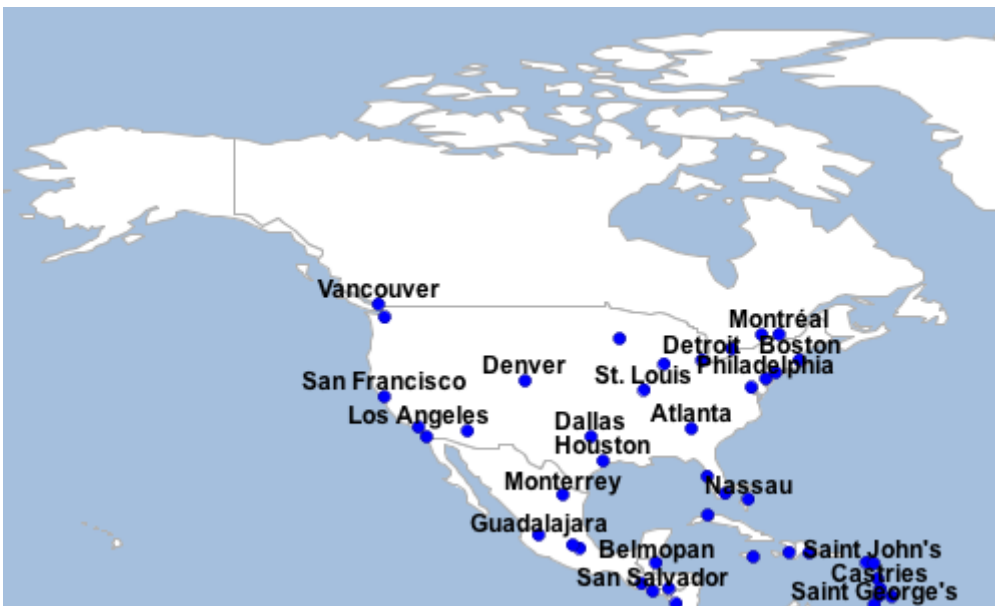 Vancouver
Montréal
Detroit
Boston
Denver
St. Louis
Philadelphia
San Francisco
Los Angeles
Dallas
Atlanta
Houston
Monterrey
Nassau
Guadalajara
Belmopan
Saint John's
San Salvador
Castries
Saint George's